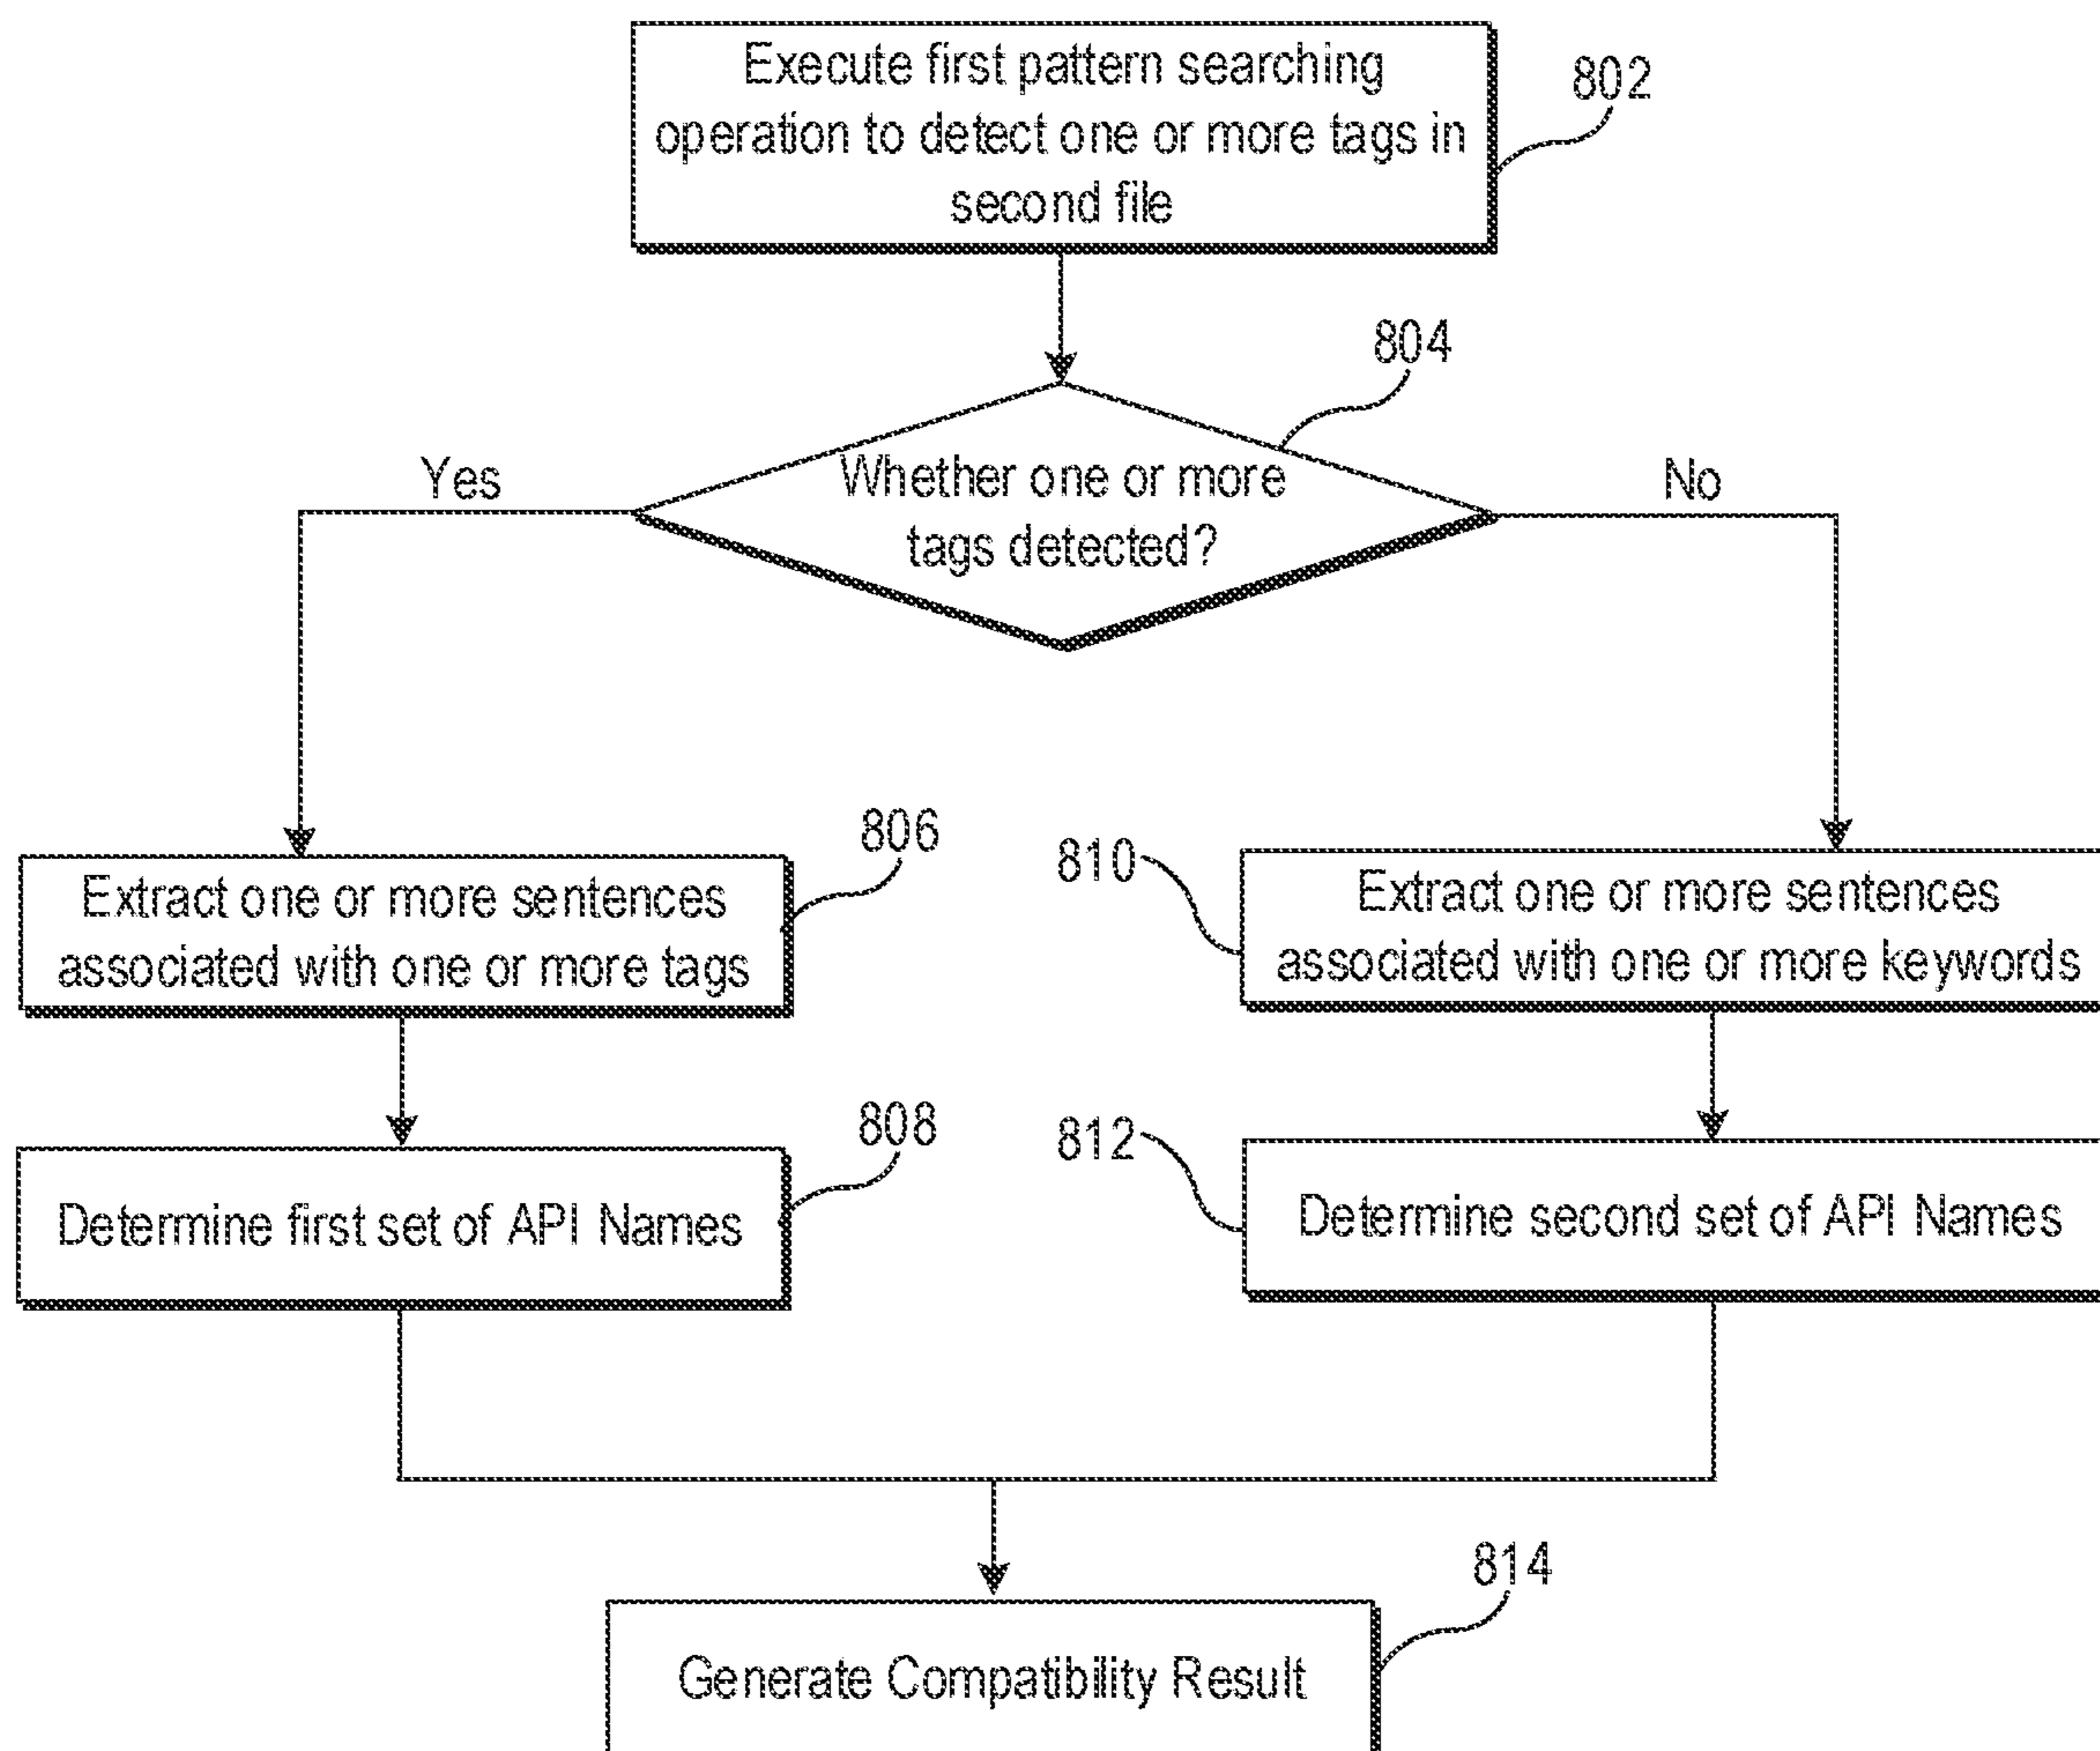 Execute first pattern searching
operation to detect one or more tags in
second file
802
804
Yes
Whether one or more
tags detected?
No
806
Extract one or more sentences
associated with one or more tags
810
Extract one or more sentences
associated with one or more keywords
808
Determine first set of API Names
812
Determine second set of API Names
814
Generate Compatibility Result